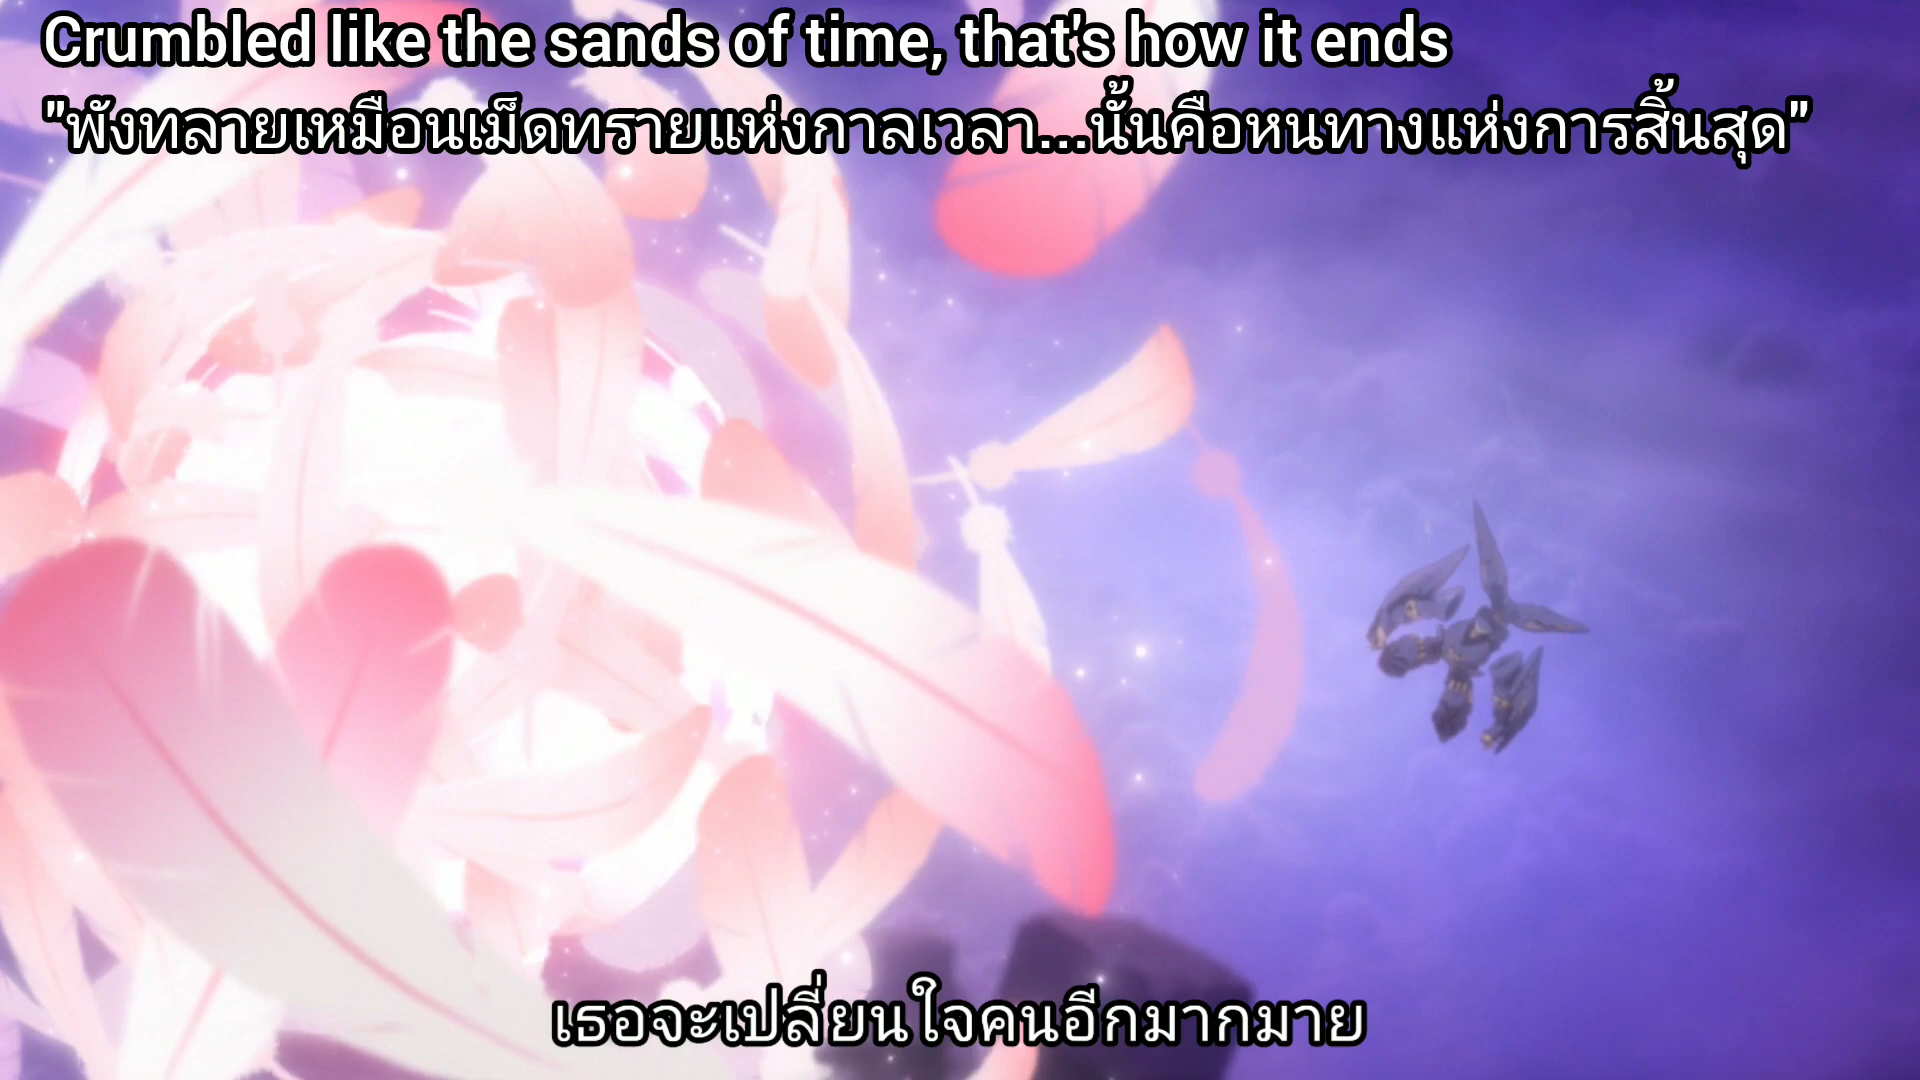 Crumbled like the sands of time, that's how it ends
"พังทลายเหมือนเม็ดทรายแห่งกาลเวลา...นั้นคือหนทางแห่งการสิ้นสุด"
เธอจะเปลี่ยนใจคนอีกมากมาย